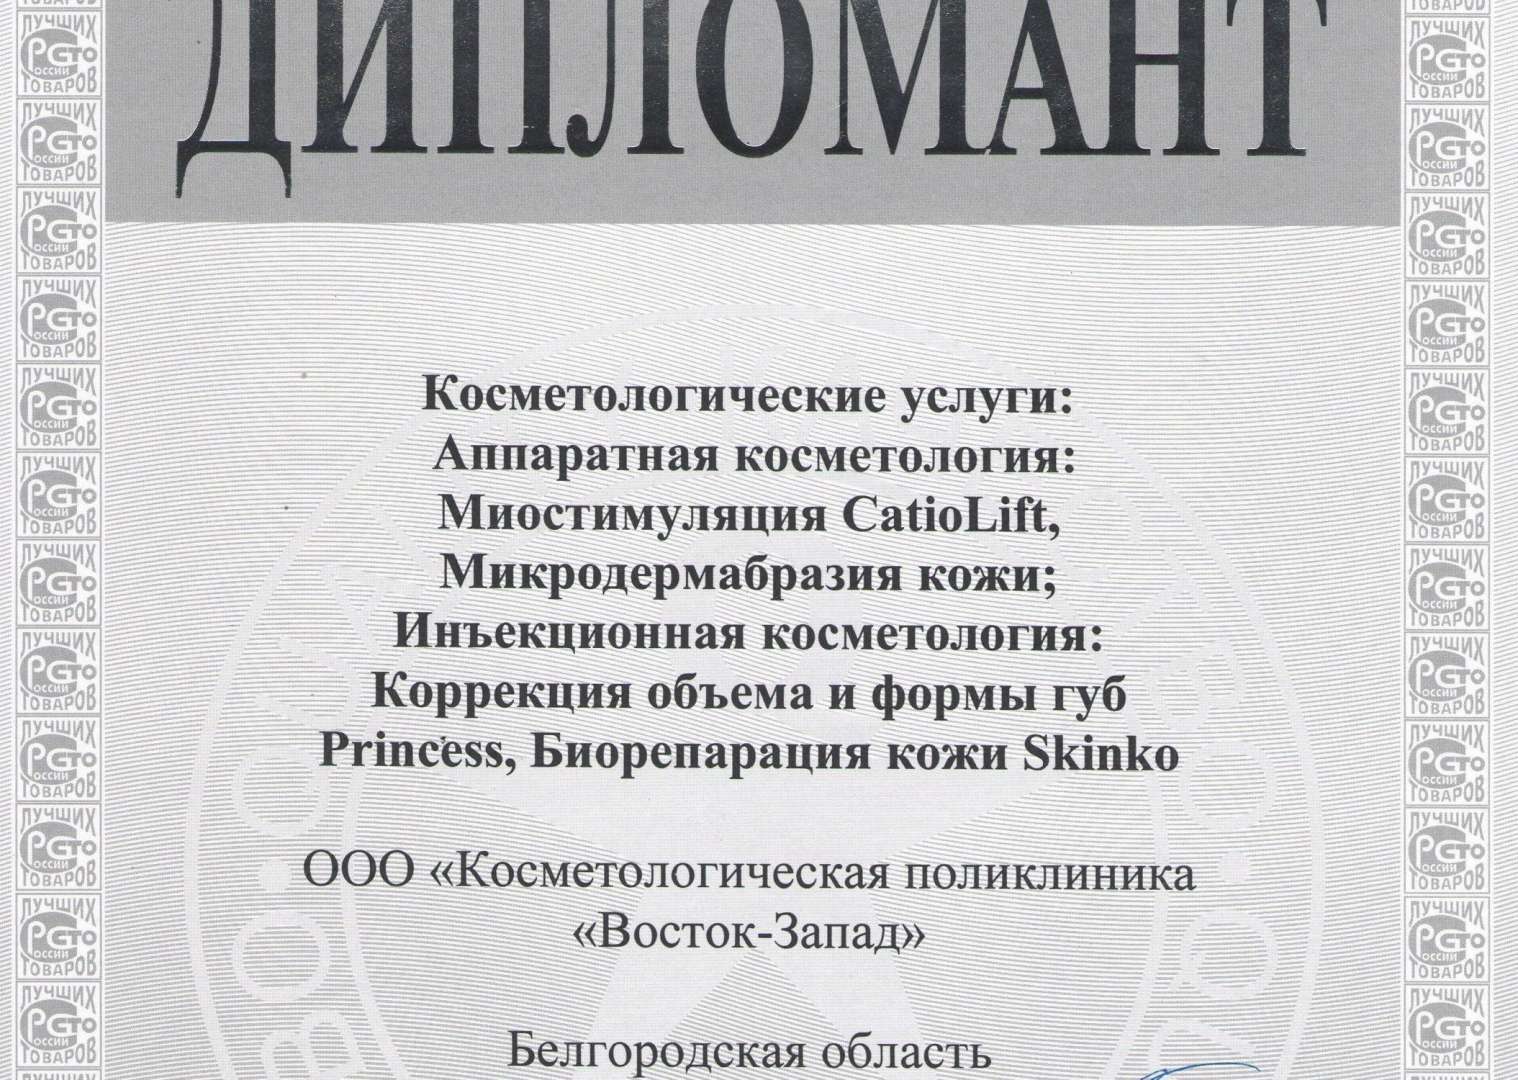 ДИПЛОМАНТ
Косметологические услуги:
Аппаратная косметология:
Миостимуляция CatioLift,
Микродермабразия кожи;
Инъекционная косметология:
Коррекция объема и формы губ
Princess, Биорепарация кожи Skinko
ООО «Косметологическая поликлиника
«Восток-Запад»
Белгородская область